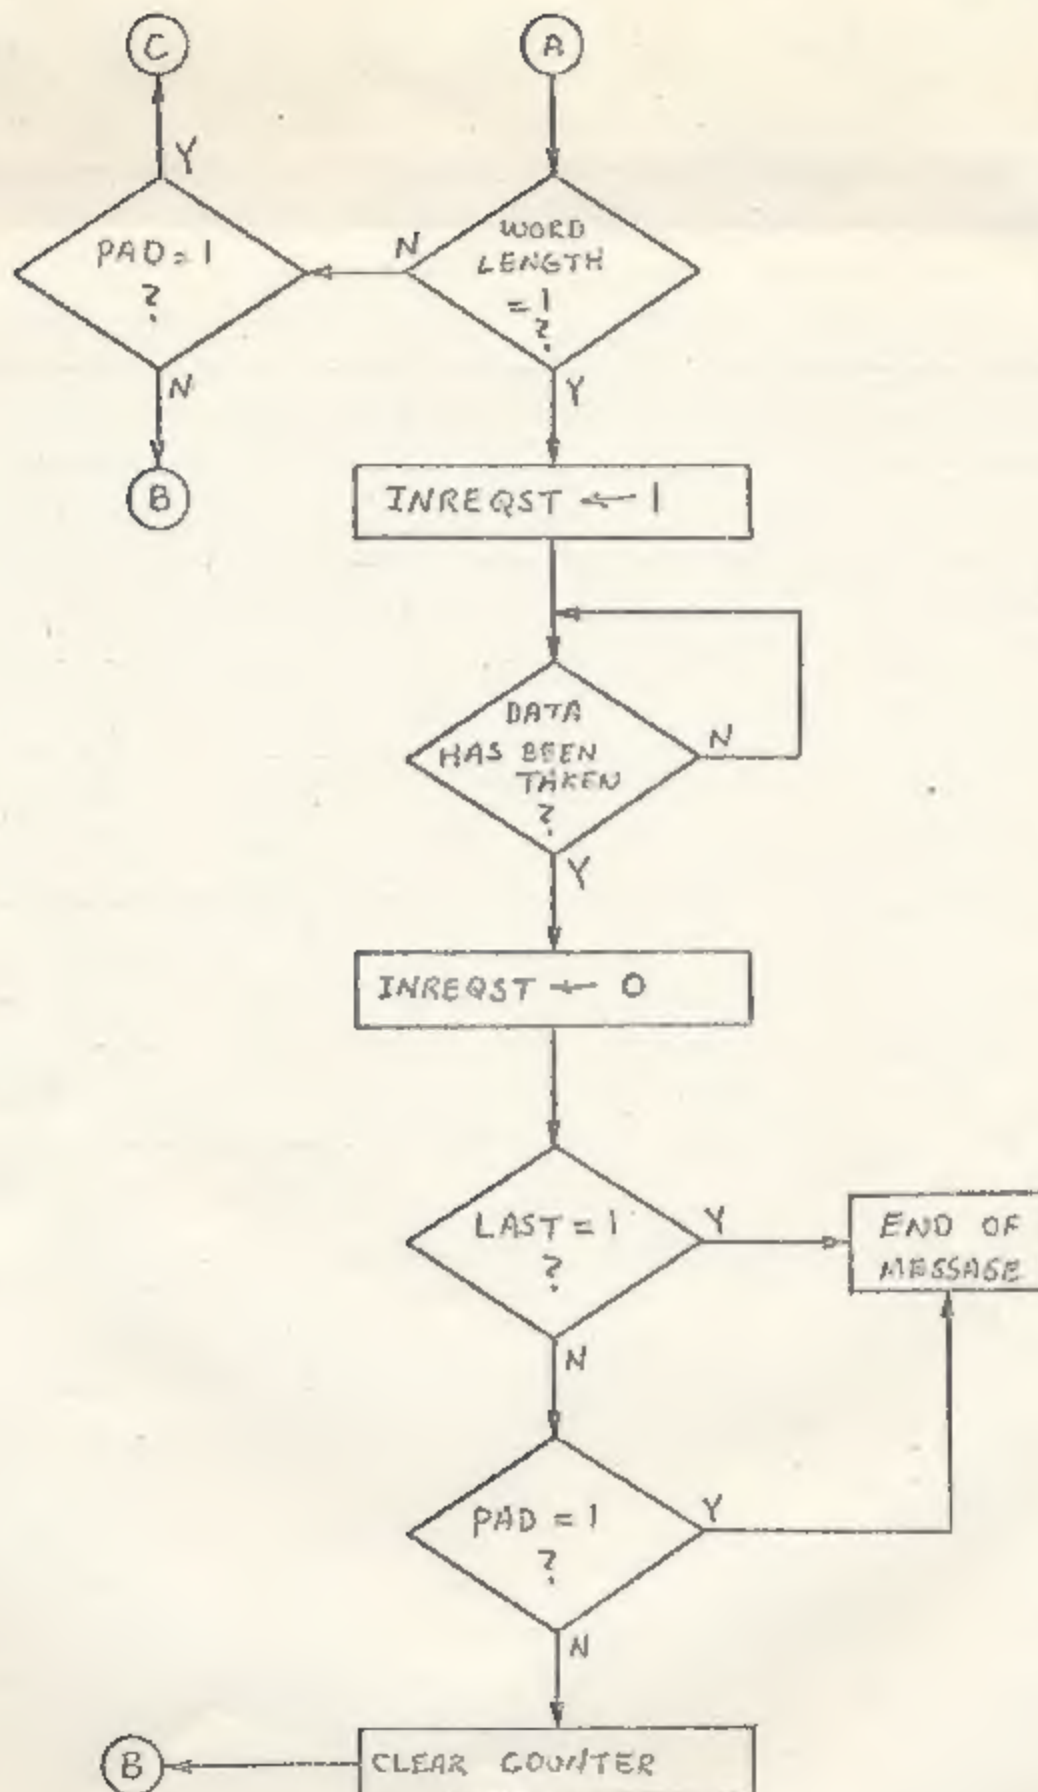 C
A
Y
PAD = 1
?
N
WORD
LENGTH
= 1
?
N
Y
B
INREQST ← 1
DATA
HAS BEEN
TAKEN
?
N
Y
INREQST ← 0
LAST = 1
?
Y
END OF
MESSAGE
N
PAD = 1
?
Y
N
B
CLEAR COUNTER